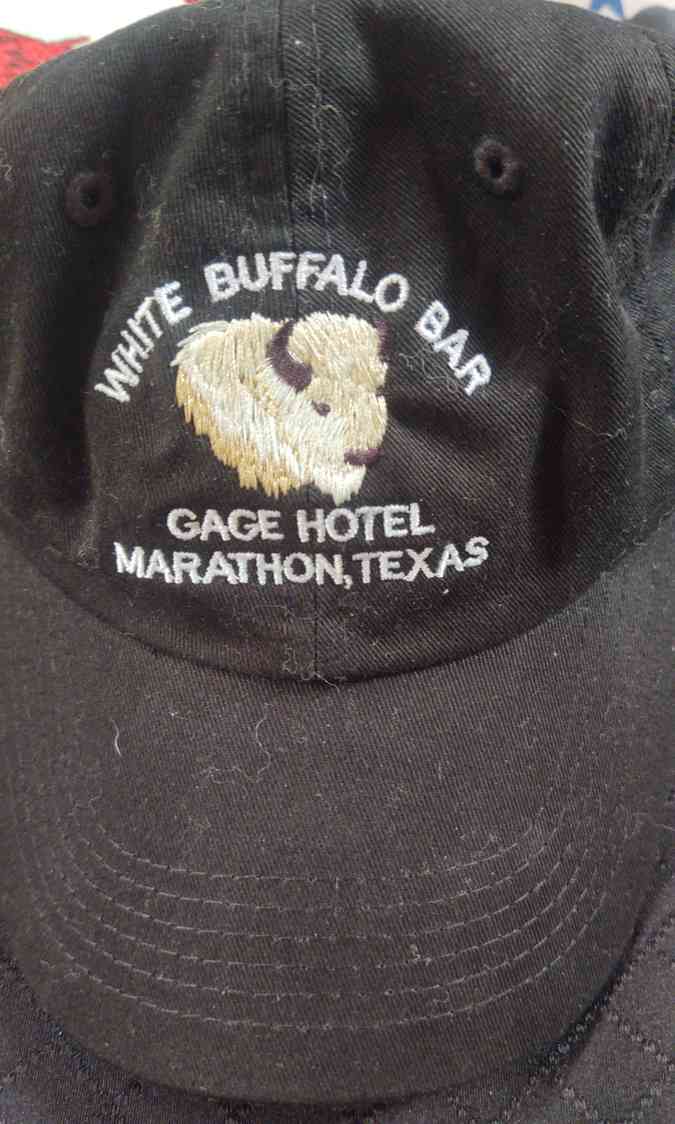 WHITE BUFFALO BAR
GAGE HOTEL
MARATHON, TEXAS